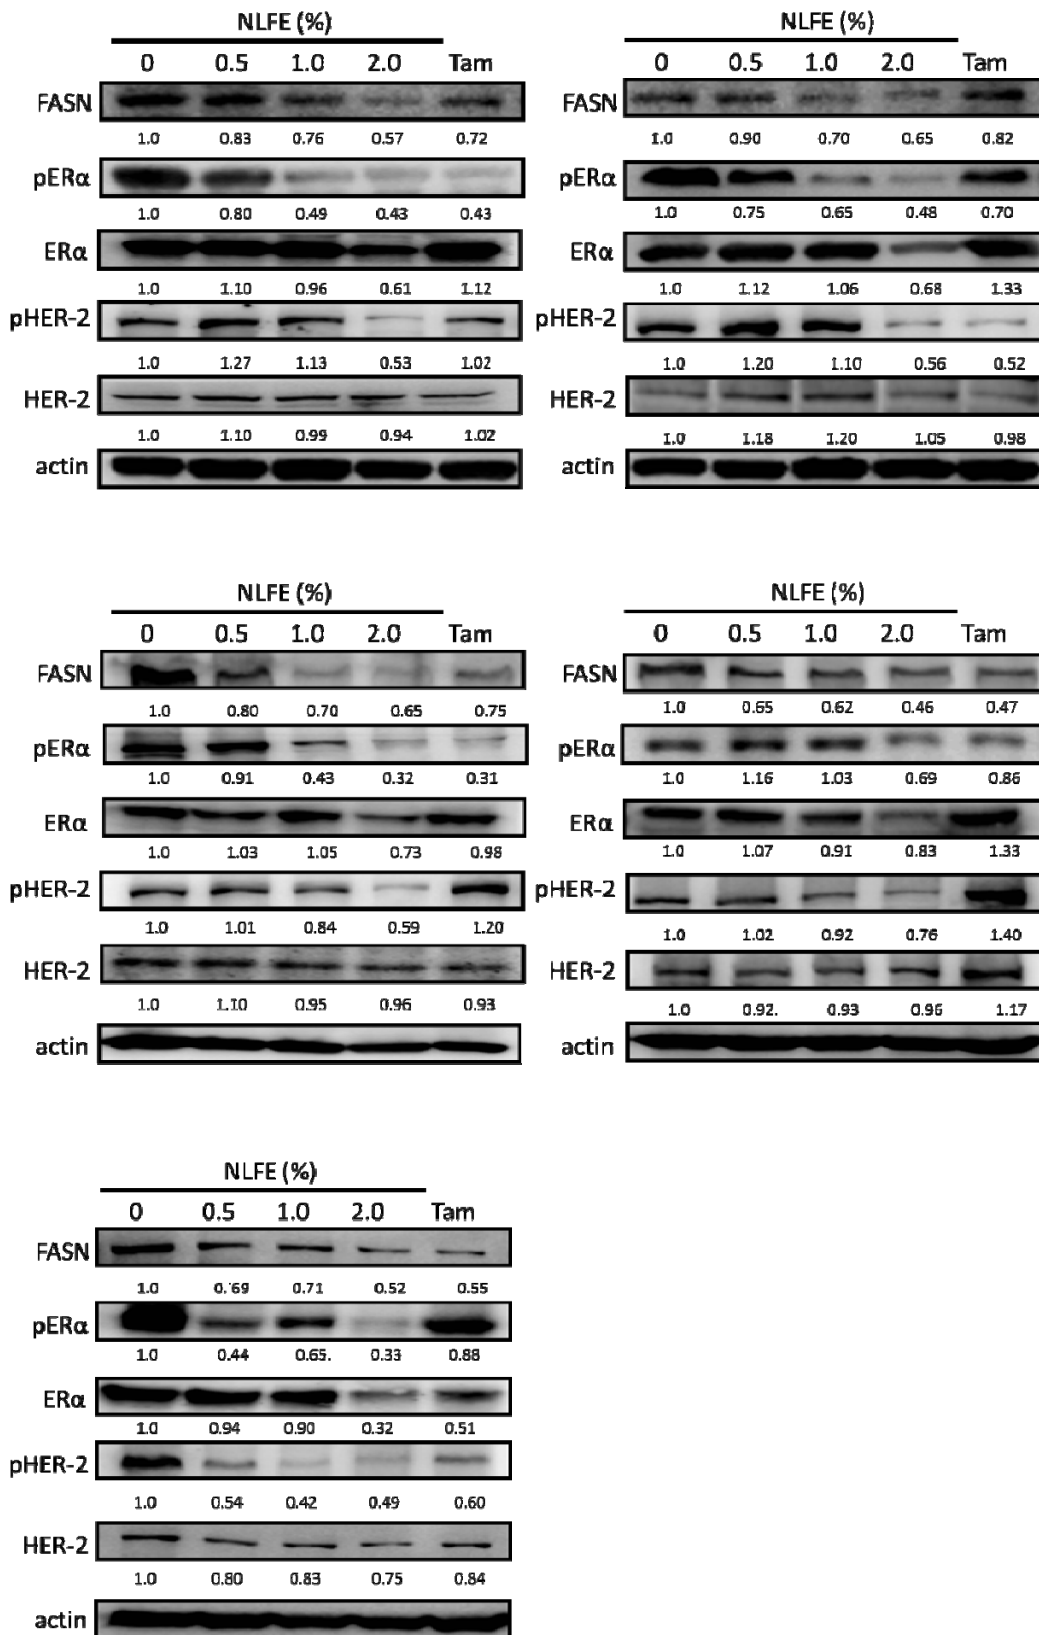 NLFE (%)
0 0.5 1.0 2.0 Tam
FASN
1.0 0.83 0.76 0.57 0.72
pERα
1.0 0.80 0.49 0.43 0.43
ERα
1.0 1.10 0.96 0.61 1.12
pHER-2
1.0 1.27 1.13 0.53 1.02
HER-2
1.0 1.10 0.99 0.94 1.02
actin
NLFE (%)
0 0.5 1.0 2.0 Tam
FASN
1.0 0.90 0.70 0.65 0.82
pERα
1.0 0.75 0.65 0.48 0.70
ERα
1.0 1.12 1.06 0.68 1.33
pHER-2
1.0 1.20 1.10 0.56 0.52
HER-2
1.0 1.18 1.20 1.05 0.98
actin
NLFE (%)
0 0.5 1.0 2.0 Tam
FASN
1.0 0.80 0.70 0.65 0.75
pERα
1.0 0.91 0.43 0.32 0.31
ERα
1.0 1.03 1.05 0.73 0.98
pHER-2
1.0 1.01 0.84 0.59 1.20
HER-2
1.0 1.10 0.95 0.96 0.93
actin
NLFE (%)
0 0.5 1.0 2.0 Tam
FASN
1.0 0.65 0.62 0.46 0.47
pERα
1.0 1.16 1.03 0.69 0.86
ERα
1.0 1.07 0.91 0.83 1.33
pHER-2
1.0 1.02 0.92 0.76 1.40
HER-2
1.0 0.92. 0.93 0.96 1.17
actin
NLFE (%)
0 0.5 1.0 2.0 Tam
FASN
1.0 0.69 0.71 0.52 0.55
pERα
1.0 0.44 0.65. 0.33 0.88
ERα
1.0 0.94 0.90 0.32 0.51
pHER-2
1.0 0.54 0.42 0.49 0.60
HER-2
1.0 0.80 0.83 0.75 0.84
actin